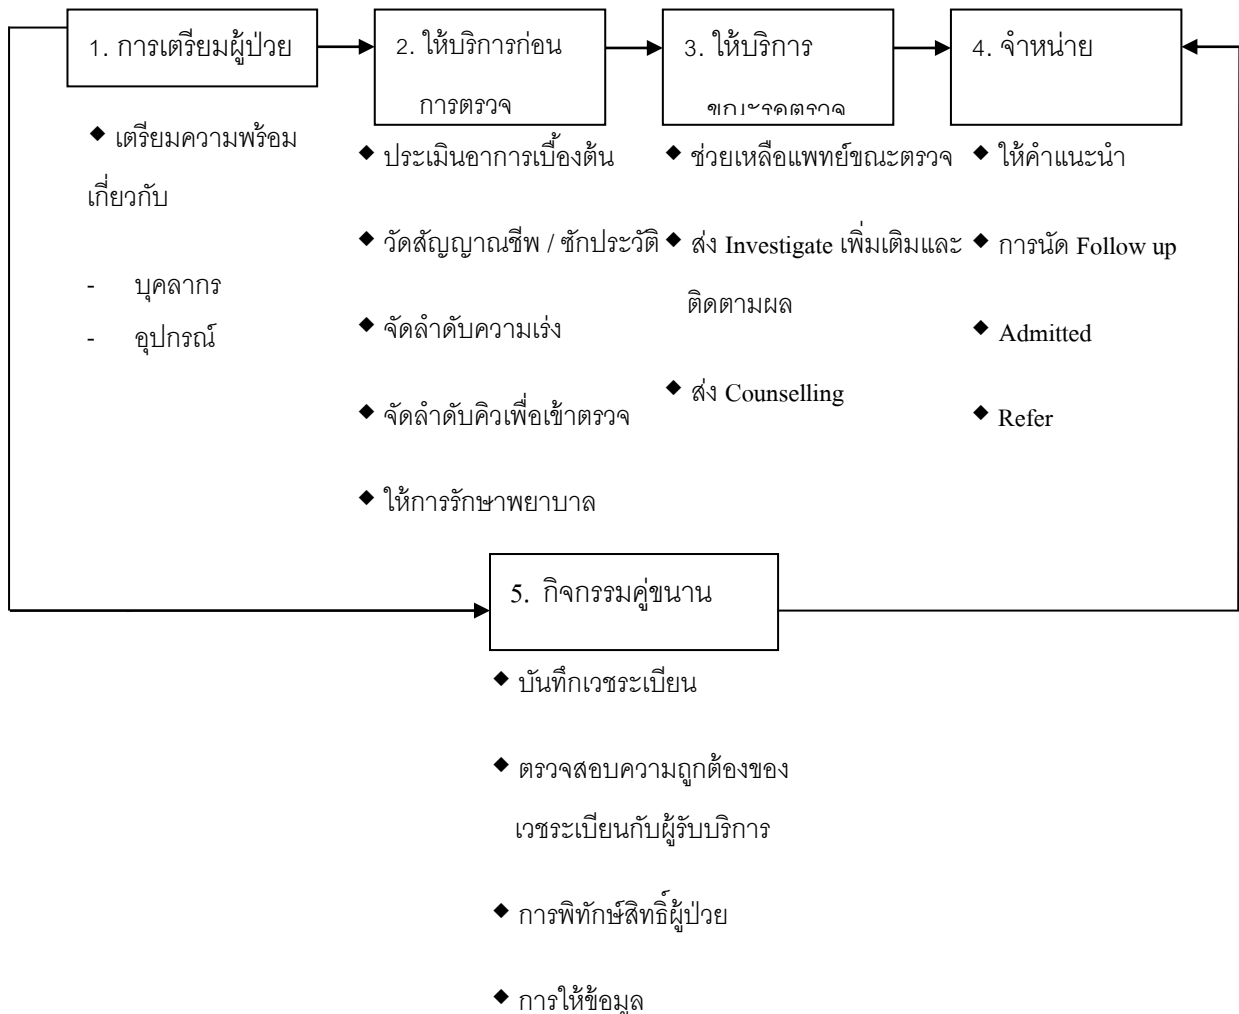 1. การเตรียมผู้ป่วย
◆ เตรียมความพร้อม
เกี่ยวกับ
- บุคลากร
- อุปกรณ์
2. ให้บริการก่อน
การตรวจ
◆ ประเมินอาการเบื้องต้น
◆ วัดสัญญาณชีพ / ซักประวัติ
◆ จัดลำดับความเร่ง
◆ จัดลำดับคิวเพื่อเข้าตรวจ
◆ ให้การรักษาพยาบาล
3. ให้บริการ
◆ ช่วยเหลือแพทย์ขณะตรวจ
◆ ส่ง Investigate เพิ่มเติมและ
ติดตามผล
◆ ส่ง Counselling
4. จำหน่าย
◆ ให้คำแนะนำ
◆ การนัด Follow up
◆ Admitted
◆ Refer
5. กิจกรรมคู่ขนาน
◆ บันทึกเวชระเบียน
◆ ตรวจสอบความถูกต้องของ
เวชระเบียนกับผู้รับบริการ
◆ การพิทักษ์สิทธิ์ผู้ป่วย
◆ การให้ข้อมูล